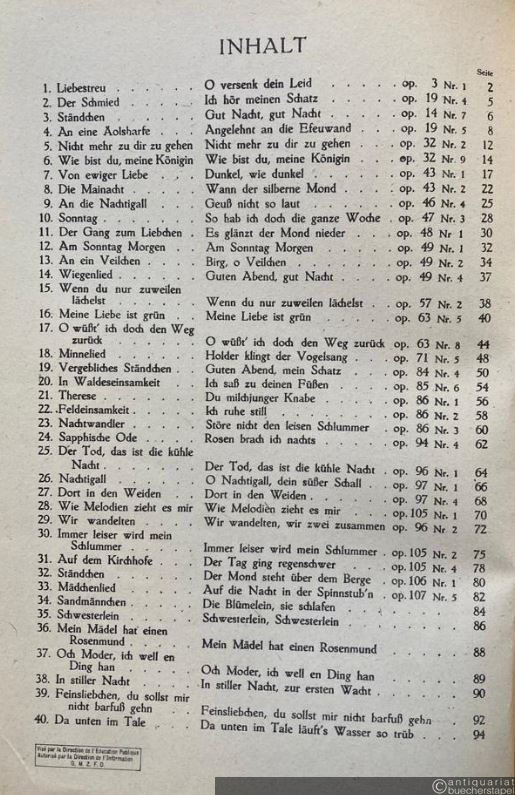 INHALT
Seite
1. Liebestreu . . . . . . O versenk dein Leid . . . . . op. 3 Nr. 1 2
2. Der Schmied . . . . . . Ich hör meinen Schatz . . . . op. 19 Nr. 4 5
3. Ständchen . . . . . . Gut Nacht, gut Nacht . . . . op. 14 Nr. 7 6
4. An eine Äolsharfe . . . . Angelehnt an die Efeuwand . . . op. 19 Nr. 5 8
5. Nicht mehr zu dir zu gehen . Nicht mehr zu dir zu gehen . . . op. 32 Nr. 2 12
6. Wie bist du, meine Königin . Wie bist du, meine Königin . . . op. 32 Nr. 9 14
7. Von ewiger Liebe . . . . Dunkel, wie dunkel . . . . . op. 43 Nr. 1 17
8. Die Mainacht . . . . . Wann der silberne Mond . . . . op. 43 Nr. 2 22
9. An die Nachtigall . . . . Geuß nicht so laut . . . . . op. 46 Nr. 4 25
10. Sonntag . . . . . . So hab ich doch die ganze Woche . op. 47 Nr. 3 28
11. Der Gang zum Liebchen . . Es glänzt der Mond nieder . . . op. 48 Nr 1 30
12. Am Sonntag Morgen . . . Am Sonntag Morgen . . . . op. 49 Nr. 1 32
13. An ein Veilchen . . . . Birg, o Veilchen . . . . . op. 49 Nr. 2 34
14. Wiegenlied . . . . . Guten Abend, gut Nacht . . . . op. 49 Nr. 4 37
15. Wenn du nur zuweilen
lächelst . . . . . Wenn du nur zuweilen lächelst . . op. 57 Nr. 2 38
16. Meine Liebe ist grün . . . Meine Liebe ist grün . . . . op. 63 Nr. 5 40
17. O wüßt' ich doch den Weg
zurück . . . . . . O wüßt' ich doch den Weg zurück op. 63 Nr. 8 44
18. Minnelied . . . . . . Holder klingt der Vogelsang . . . op. 71 Nr. 5 48
19. Vergebliches Ständchen . . Guten Abend, mein Schatz . . . op. 84 Nr. 4 50
20. In Waldeseinsamkeit . . . Ich saß zu deinen Füßen . . . op. 85 Nr. 6 54
21. Therese . . . . . . Du milchjunger Knabe . . . . op. 86 Nr. 1 56
22. Feldeinsamkeit . . . . . Ich ruhe still . . . . . . op. 86 Nr. 2 58
23. Nachtwandler . . . . . Störe nicht den leisen Schlummer . op. 86 Nr. 3 60
24. Sapphische Ode . . . . Rosen brach ich nachts . . . . op. 94 Nr. 4 62
25. Der Tod, das ist die kühle
Nacht . . . . . . Der Tod, das ist die kühle Nacht . op. 96 Nr. 1 64
26. Nachtigall . . . . . . O Nachtigall, dein süßer Schall . . op. 97 Nr. 1 66
27. Dort in den Weiden . . . Dort in den Weiden . . . . . op. 97 Nr. 4 68
28. Wie Melodien zieht es mir Wie Melodien zieht es mir . . . op. 105 Nr. 1 70
29. Wir wandelten . . . . . Wir wandelten, wir zwei zusammen op. 96 Nr. 2 72
30. Immer leiser wird mein
Schlummer . . . . . Immer leiser wird mein Schlummer . op. 105 Nr. 2 75
31. Auf dem Kirchhofe . . . Der Tag ging regenschwer . . . op. 105 Nr. 4 78
32. Ständchen . . . . . . Der Mond steht über dem Berge . op. 106 Nr. 1 80
33. Mädchenlied . . . . . Auf die Nacht in der Spinnstub'n . op. 107 Nr. 5 82
34. Sandmännchen . . . . . Die Blümelein, sie schlafen . . . . 84
35. Schwesterlein . . . . . Schwesterlein, Schwesterlein . . . . 86
36. Mein Mädel hat einen
Rosenmund . . . . . Mein Mädel hat einen Rosenmund . . . . 88
37. Och Moder, ich well en
Ding han . . . . . Och Moder, ich well en Ding han . . . . 89
38. In stiller Nacht . . . . In stiller Nacht, zur ersten Wacht . . . . 90
39. Feinsliebchen, du sollst mir
nicht barfuß gehn . . Feinsliebchen, du sollst mir nicht barfuß gehn . . 92
40. Da unten im Tale . . . Da unten im Tale läuft's Wasser so trüb . . . . 94
Visé par la Direction de l'Education Publique
Autorisé par la Direction de l'Information
G. M. Z. F. O.
©antiquariat
buecherstapel